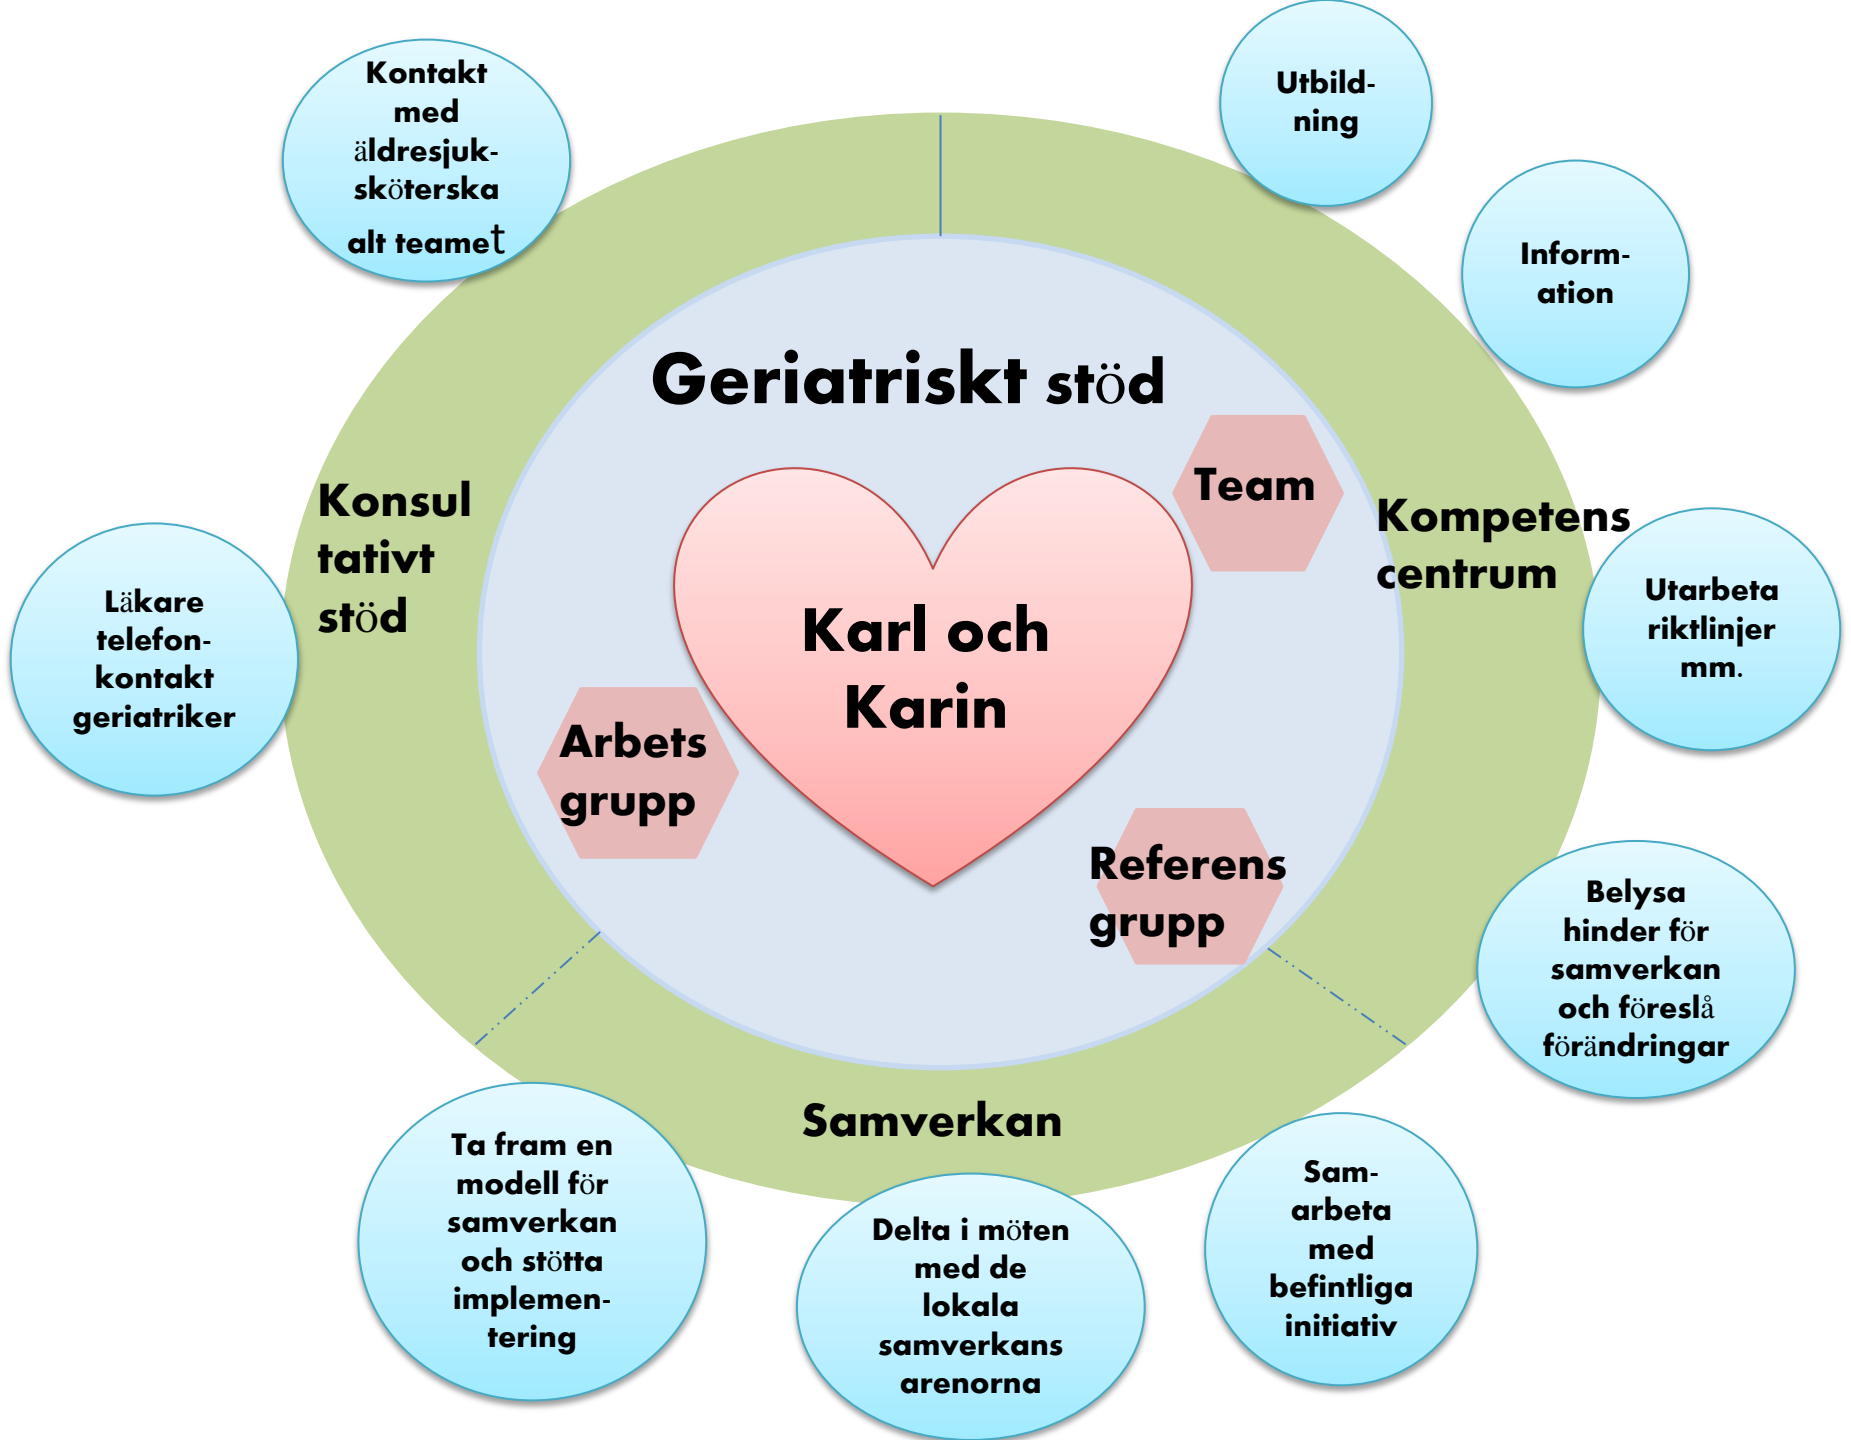 Kontakt
med
äldresjuk-
sköterska
alt teamet
Utbild-
ning
Inform-
ation
Geriatriskt stöd
Team
Konsul
tativt
stöd
Kompetens
centrum
Läkare
telefon-
kontakt
geriatriker
Karl och
Karin
Utarbeta
riktlinjer
mm.
Arbets
grupp
Referens
grupp
Belysa
hinder för
samverkan
och föreslå
förändringar
Samverkan
Ta fram en
modell för
samverkan
och stötta
implemen-
tering
Delta i möten
med de
lokala
samverkans
arenorna
Sam-
arbeta
med
befintliga
initiativ